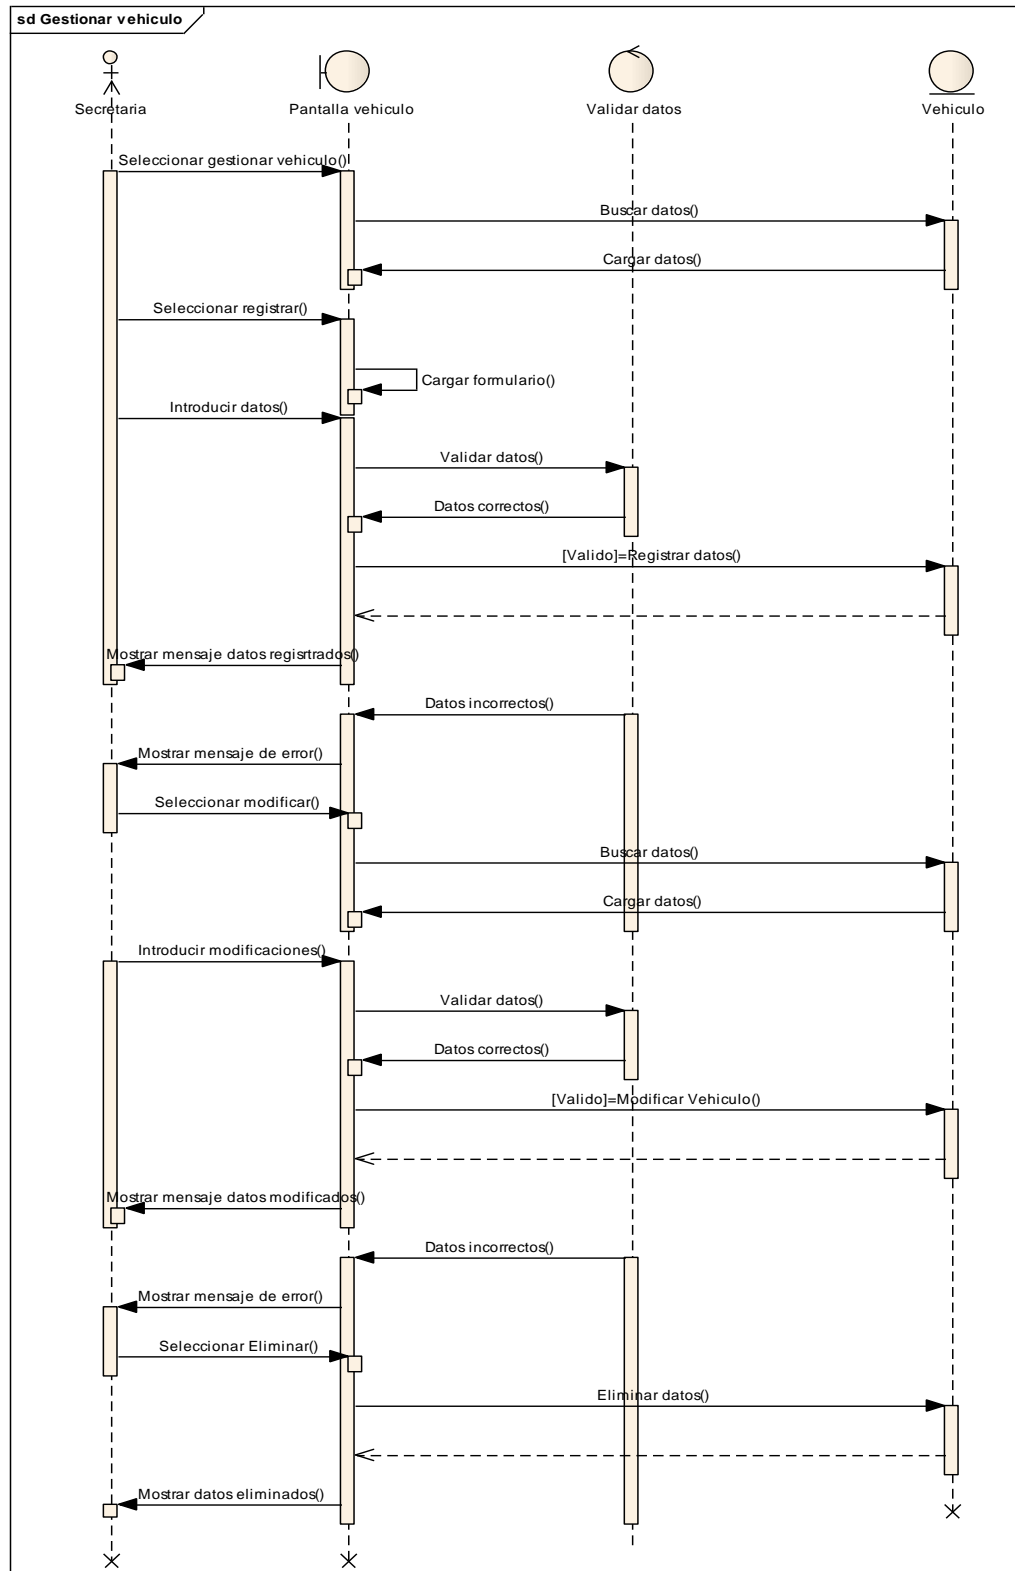 sd Gestionar vehiculo
Secretaria
Pantalla vehiculo
Validar datos
Vehiculo
Seleccionar gestionar vehiculo()
Buscar datos()
Cargar datos()
Seleccionar registrar()
Cargar formulario()
Introducir datos()
Validar datos()
Datos correctos()
[Valido]=Registrar datos()
Mostrar mensaje datos regisrtrados()
Datos incorrectos()
Mostrar mensaje de error()
Seleccionar modificar()
Buscar datos()
Cargar datos()
Introducir modificaciones()
Validar datos()
Datos correctos()
[Valido]=Modificar Vehiculo()
Mostrar mensaje datos modificados()
Datos incorrectos()
Mostrar mensaje de error()
Seleccionar Eliminar()
Eliminar datos()
Mostrar datos eliminados()